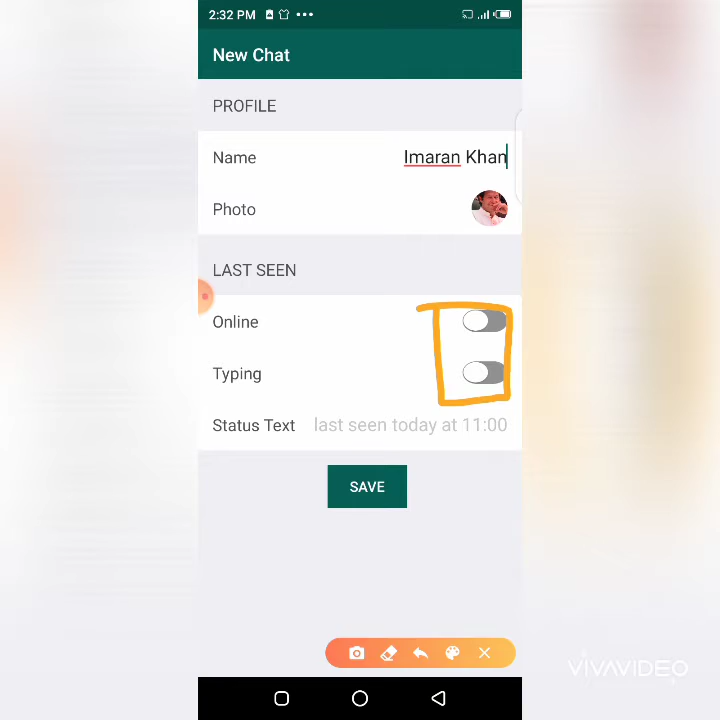 2:32 PM
New Chat
PROFILE
Name Imaran Khan
Photo
LAST SEEN
Online
Typing
Status Text last seen today at 11:00
SAVE
VIVAVIDEO